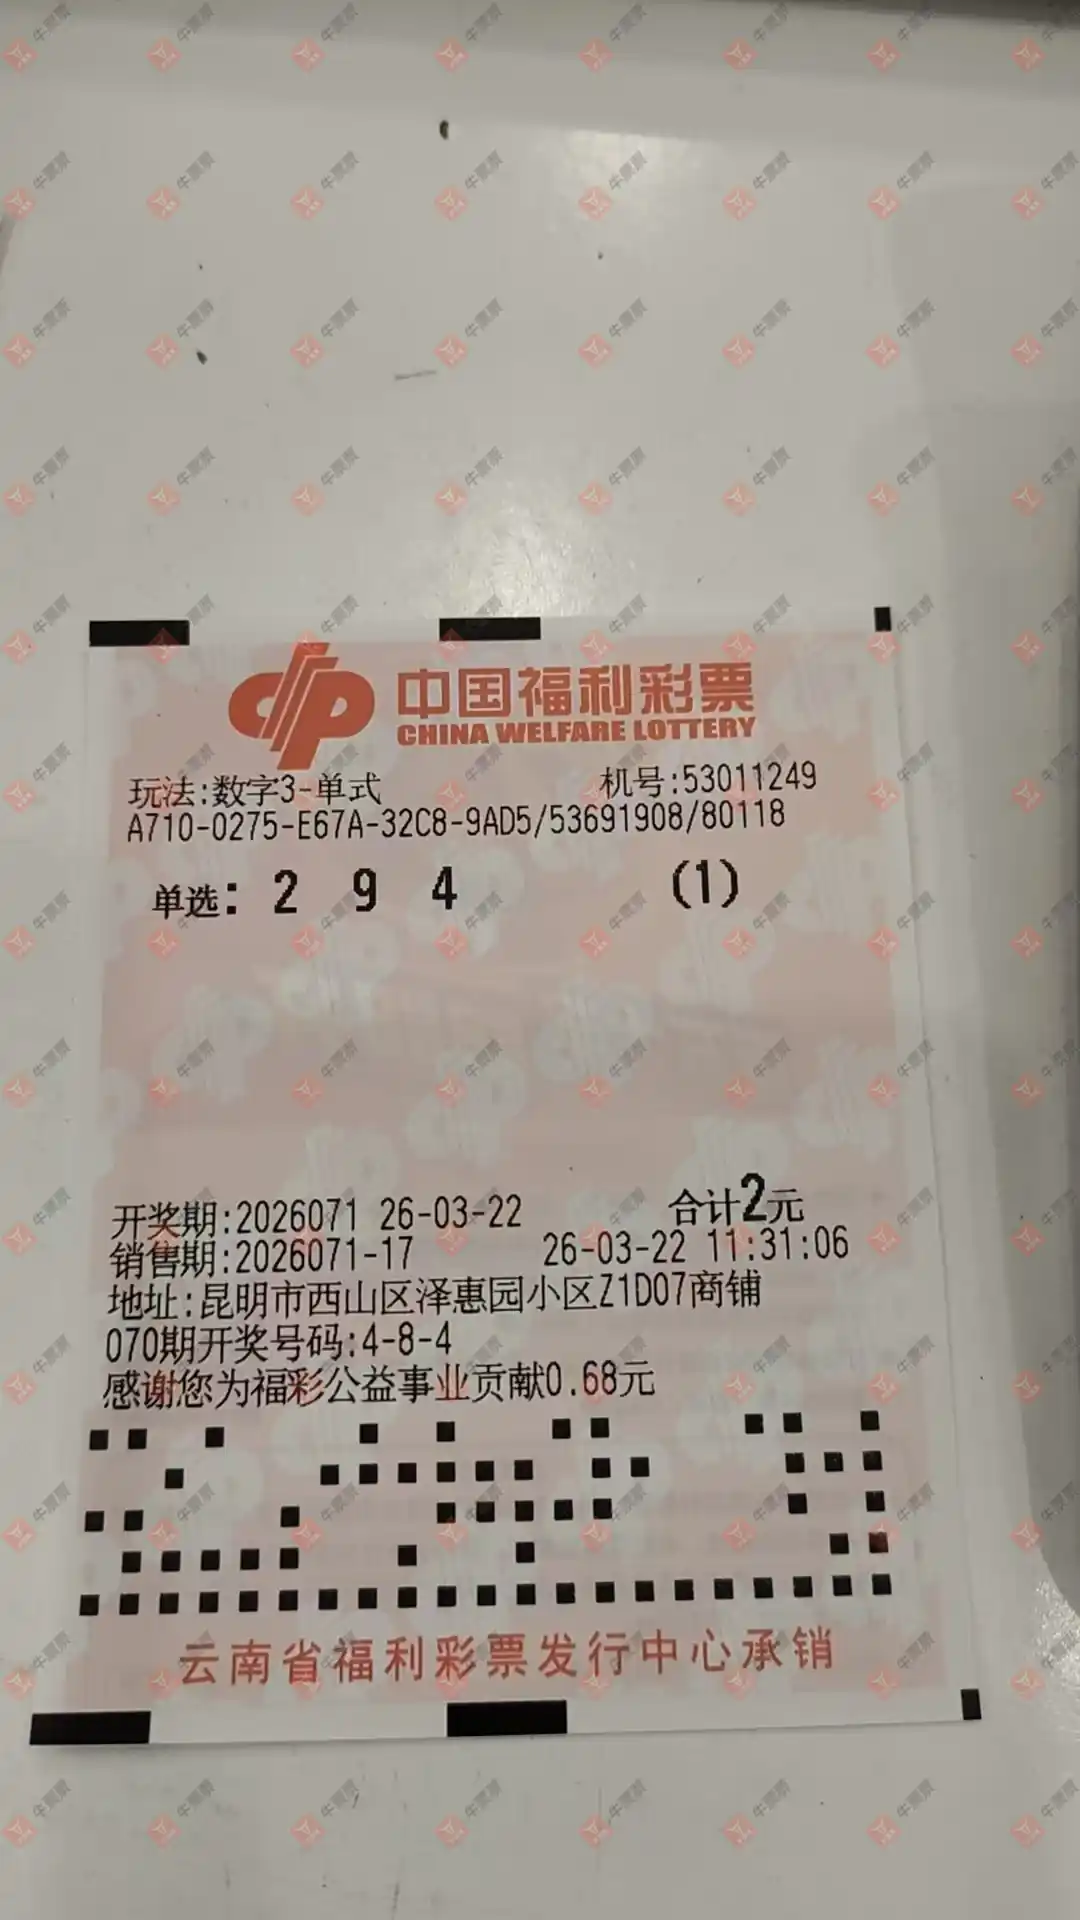 中国福利彩票
CHINA WELFARE LOTTERY
玩法:数字3-单式 机号:53011249
A710-0275-E67A-32C8-9AD5/53691908/80118
单选: 2 9 4 (1)
开奖期:2026071 26-03-22 合计2元
销售期:2026071-17 26-03-22 11:31:06
地址:昆明市西山区泽惠园小区Z1D07商铺
070期开奖号码:4-8-4
感谢您为福彩公益事业贡献0.68元
云南省福利彩票发行中心承销
牛票票